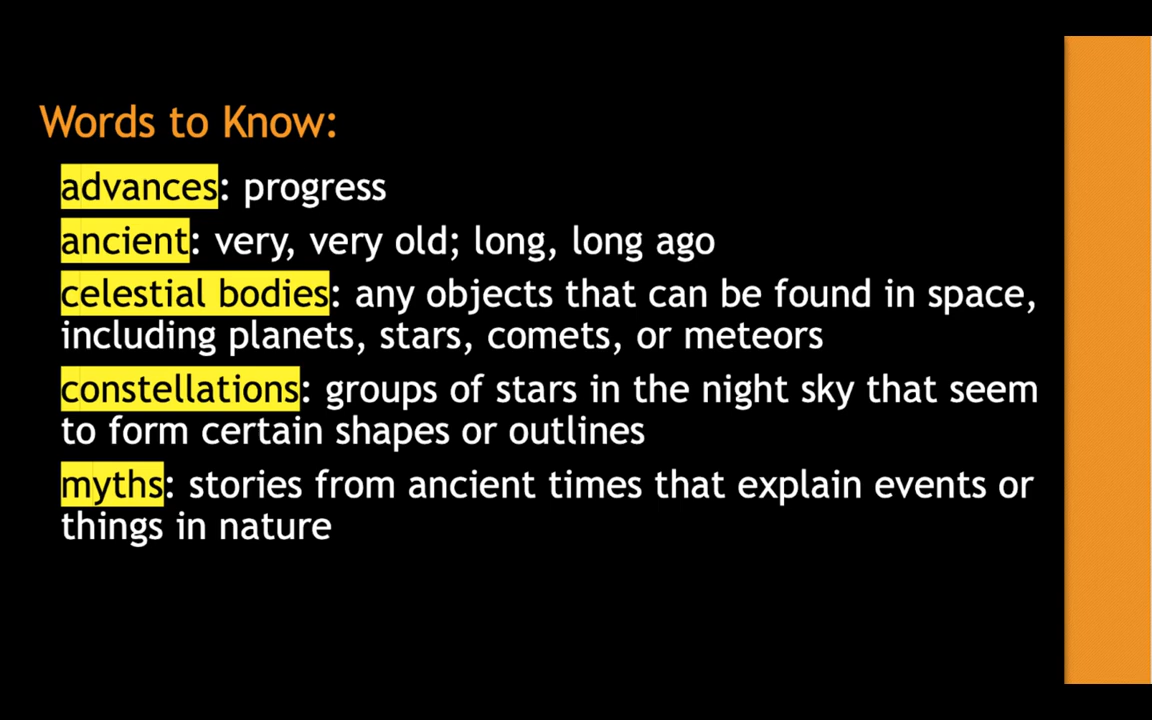 Words to Know:
advances: progress
ancient: very, very old; long, long ago
celestial bodies: any objects that can be found in space,
including planets, stars, comets, or meteors
constellations: groups of stars in the night sky that seem
to form certain shapes or outlines
myths: stories from ancient times that explain events or
things in nature